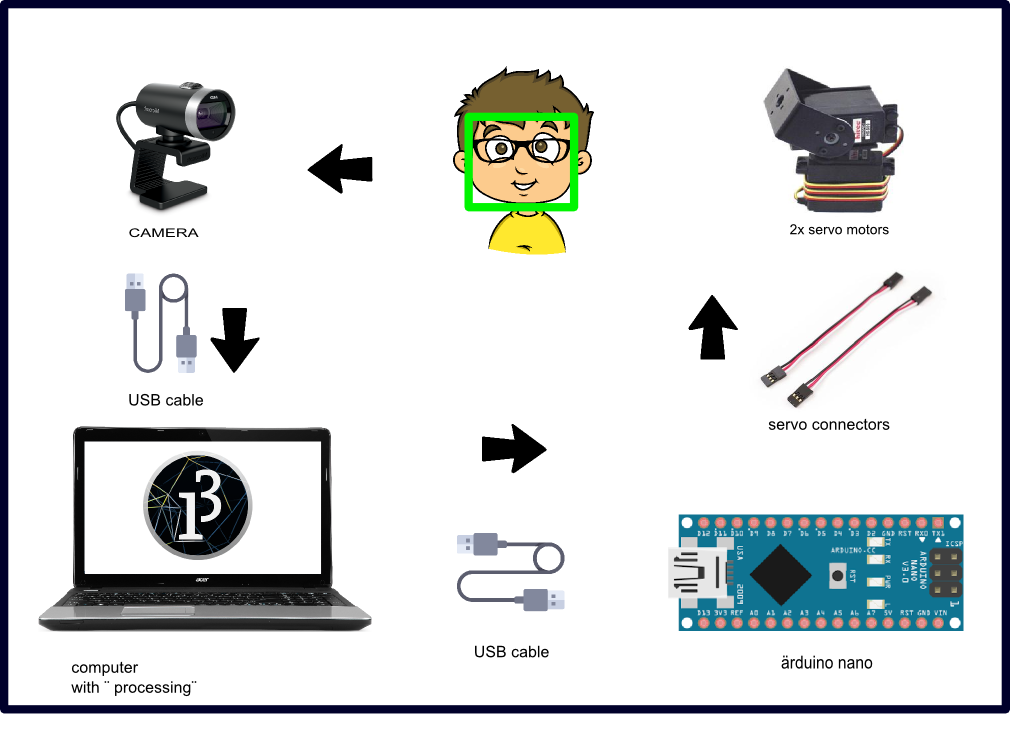 CAMERA
2x servo motors
USB cable
servo connectors
13
acer
D12 D11 D10 D9 D8 D7 D6 D5 D4 D3 D2 GND RST RX0 TX1
ICSP
TX
RX
PWR
L
ARDUINO.CC
RST
USA
2009
ARDUINO
NANO
V3.0
1
D13 3V3 REF A0 A1 A2 A3 A4 A5 A6 A7 5V RST GND VIN
USB cable
ärduino nano
computer
with ¨ processing¨